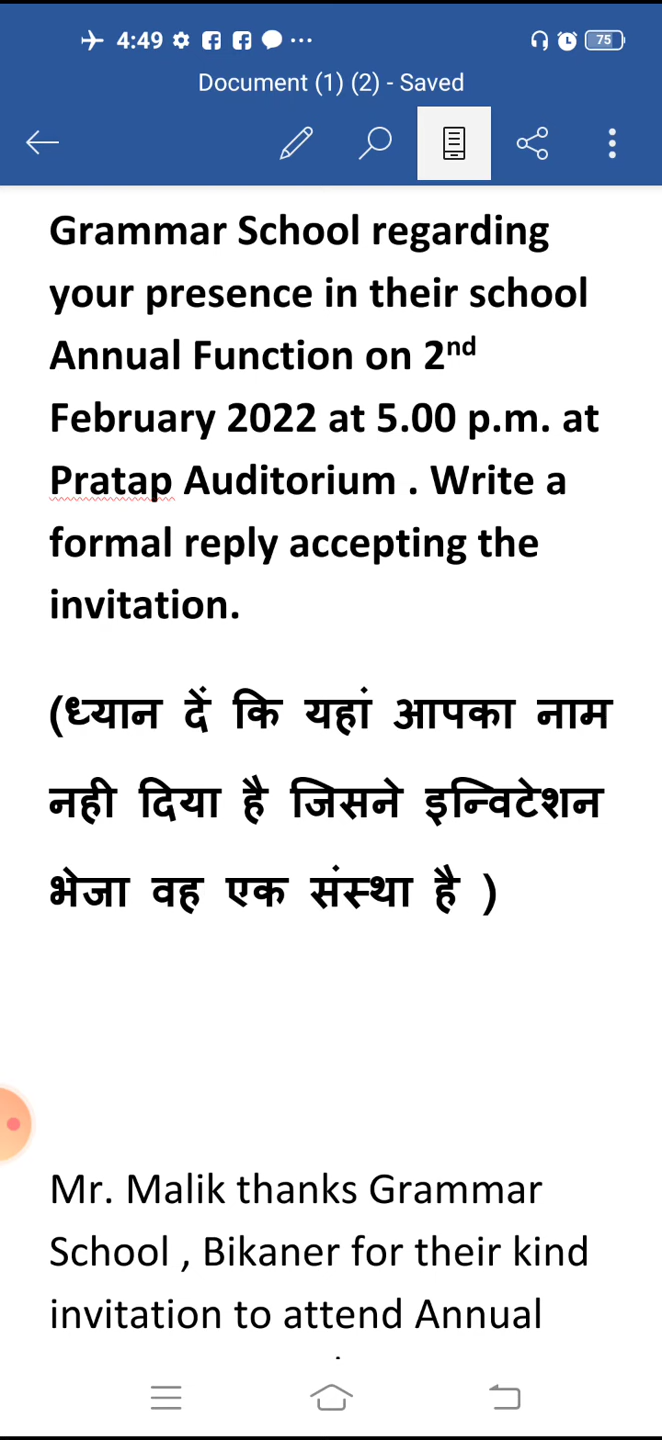 4:49 ...
75
Document (1) (2) - Saved
Grammar School regarding
your presence in their school
Annual Function on 2nd
February 2022 at 5.00 p.m. at
Pratap Auditorium . Write a
formal reply accepting the
invitation.
(ध्यान दें कि यहां आपका नाम
नही दिया है जिसने इन्विटेशन
भेजा वह एक संस्था है )
Mr. Malik thanks Grammar
School , Bikaner for their kind
invitation to attend Annual